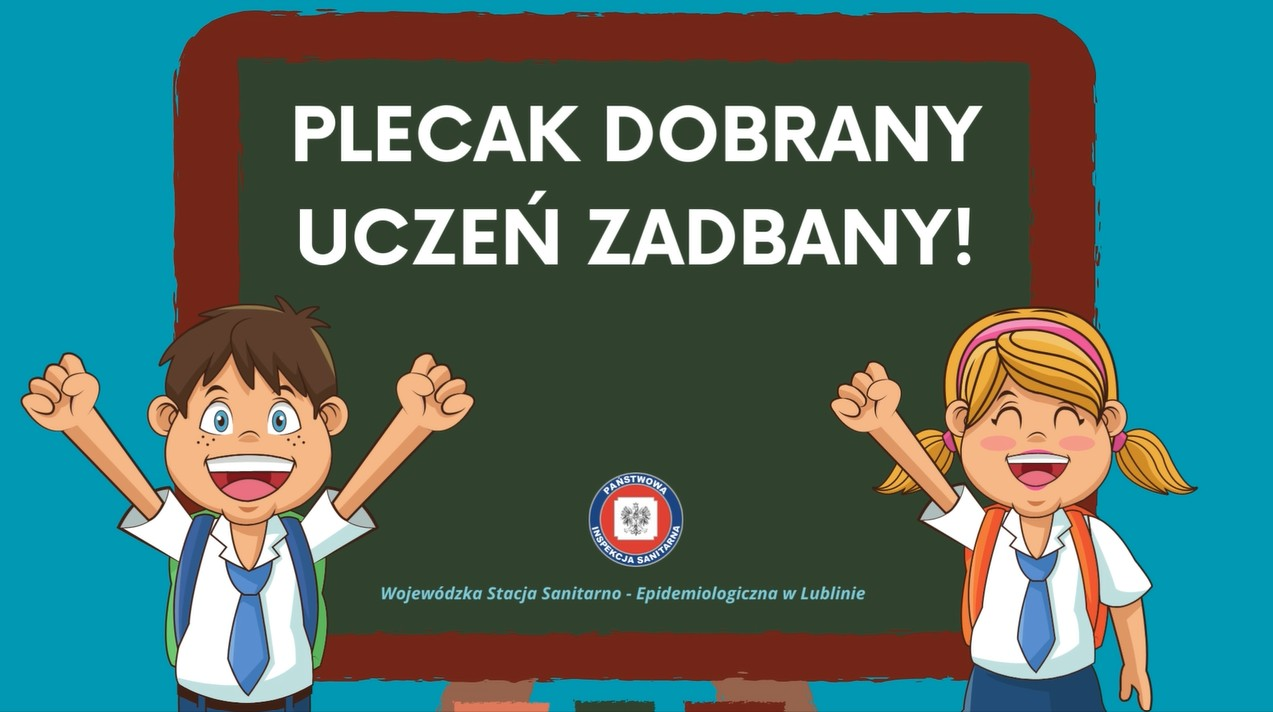 PLECAK DOBRANY
UCZEŃ ZADBANY!
PAŃSTWOWA
INSPEKCJA SANITARNA
Wojewódzka Stacja Sanitarno - Epidemiologiczna w Lublinie